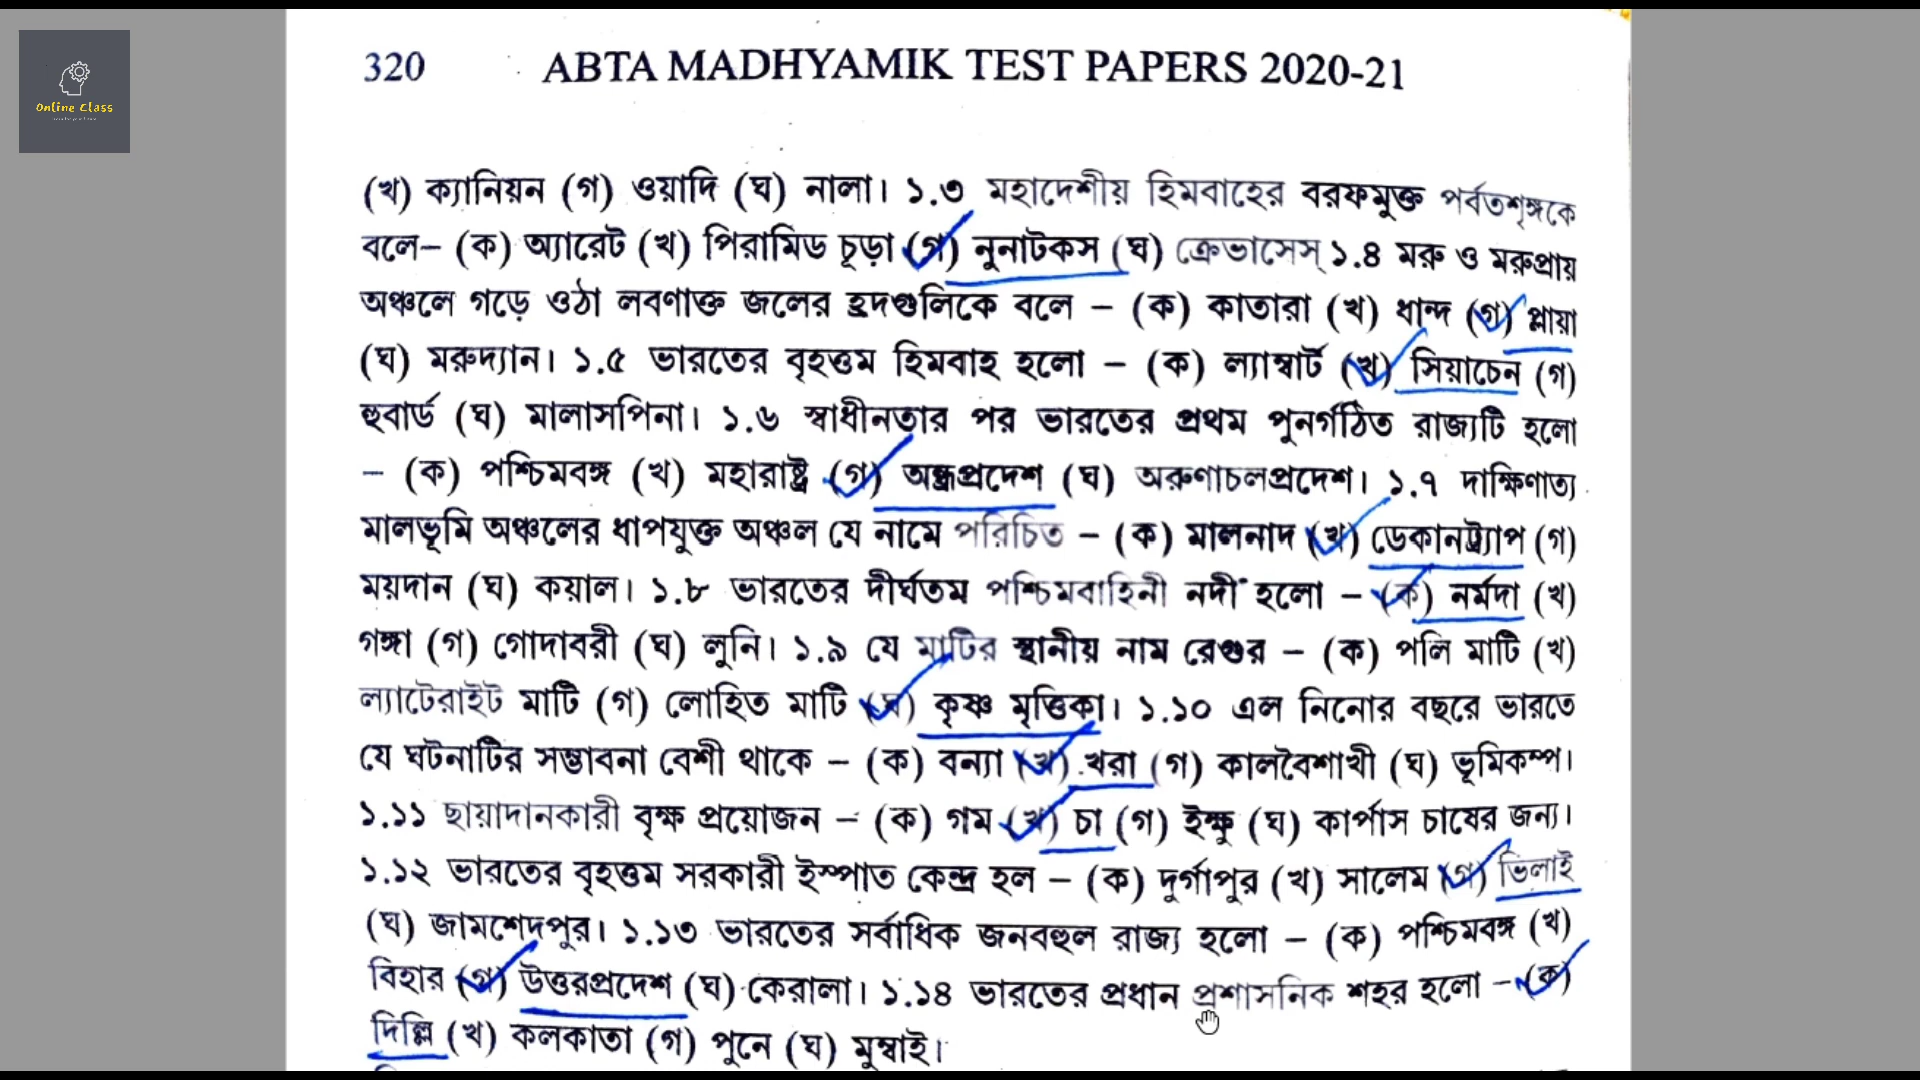 Online Class
320 ABTA MADHYAMIK TEST PAPERS 2020-21
(খ) ক্যানিয়ন (গ) ওয়াদি (ঘ) নালা। ১.৩ মহাদেশীয় হিমবাহের বরফমুক্ত পর্বতশৃঙ্গকে
বলে– (ক) অ্যারেট (খ) পিরামিড চূড়া (গ) নুনাটকস (ঘ) ক্রেভাসেস্ ১.৪ মরু ও মরুপ্রায়
অঞ্চলে গড়ে ওঠা লবণাক্ত জলের হ্রদগুলিকে বলে – (ক) কাতারা (খ) ধান্দ (গ) প্লায়া
(ঘ) মরুদ্যান। ১.৫ ভারতের বৃহত্তম হিমবাহ হলো – (ক) ল্যাম্বার্ট (খ) সিয়াচেন (গ)
হুবার্ড (ঘ) মালাসপিনা। ১.৬ স্বাধীনতার পর ভারতের প্রথম পুনর্গঠিত রাজ্যটি হলো
– (ক) পশ্চিমবঙ্গ (খ) মহারাষ্ট্র (গ) অন্ধ্রপ্রদেশ (ঘ) অরুণাচলপ্রদেশ। ১.৭ দাক্ষিণাত্য
মালভূমি অঞ্চলের ধাপযুক্ত অঞ্চল যে নামে পরিচিত – (ক) মালনাদ (খ) ডেকানট্র্যাপ (গ)
ময়দান (ঘ) কয়াল। ১.৮ ভারতের দীর্ঘতম পশ্চিমবাহিনী নদী হলো – (ক) নর্মদা (খ)
গঙ্গা (গ) গোদাবরী (ঘ) লুনি। ১.৯ যে মাটির স্থানীয় নাম রেগুর – (ক) পলি মাটি (খ)
ল্যাটেরাইট মাটি (গ) লোহিত মাটি (ঘ) কৃষ্ণ মৃত্তিকা। ১.১০ এল নিনোর বছরে ভারতে
যে ঘটনাটির সম্ভাবনা বেশী থাকে – (ক) বন্যা (খ) খরা (গ) কালবৈশাখী (ঘ) ভূমিকম্প।
১.১১ ছায়াদানকারী বৃক্ষ প্রয়োজন – (ক) গম (খ) চা (গ) ইক্ষু (ঘ) কার্পাস চাষের জন্য।
১.১২ ভারতের বৃহত্তম সরকারী ইস্পাত কেন্দ্র হল – (ক) দুর্গাপুর (খ) সালেম (গ) ভিলাই
(ঘ) জামশেদপুর। ১.১৩ ভারতের সর্বাধিক জনবহুল রাজ্য হলো – (ক) পশ্চিমবঙ্গ (খ)
বিহার (গ) উত্তরপ্রদেশ (ঘ) কেরালা। ১.১৪ ভারতের প্রধান প্রশাসনিক শহর হলো – (ক)
দিল্লি (খ) কলকাতা (গ) পুনে (ঘ) মুম্বাই।